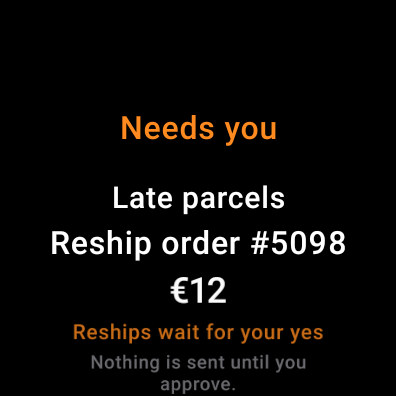 Needs you
Late parcels
Reship order #5098
€12
Reships wait for your yes
Nothing is sent until you
approve.